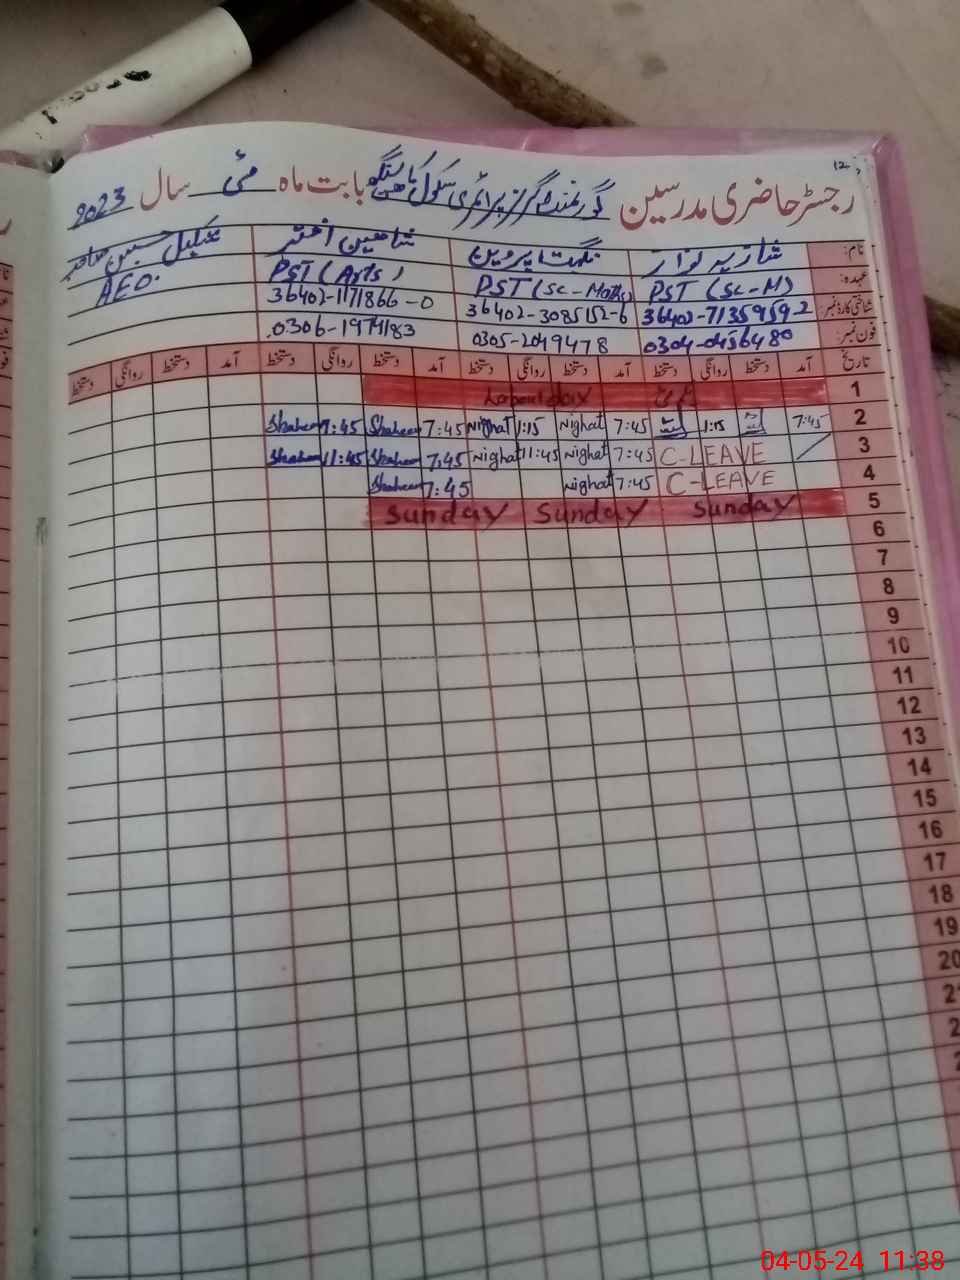 12
رجسٹر حاضری مدرسین گورنمنٹ گرلز پرائمری سکول بابت ماہ مئی سال 2023
نام: شازیہ نواز نگہت پروین شاھین اختر شکیل حسین صاحب
عہدہ: PST (Sc-M) PST (Sc-Maths) PST (Arts) AEO.
شناختی کارڈ نمبر: 36402-7135959-2 36402-3085152-6 36402-1171866-0
فون نمبر: 0304-0456480 0305-2049478 0306-1974183
تاریخ آمد دستخط روانگی دستخط آمد دستخط روانگی دستخط آمد دستخط روانگی دستخط آمد دستخط روانگی دستخط
1 day
2 7:45 1:15 7:45 Nighat 1:15 Nighat 7:45 Shaheen 7:45 Shaheen
3 C-LEAVE 7:45 Nighat 11:45 Nighat 7:45 Shaheen 11:45 Shaheen
4 C-LEAVE 7:45 Nighat 7:45 Shaheen
5 Sunday Sunday Sunday
6
7
8
9
10
11
12
13
14
15
16
17
18
19
20
04-05-24 11:38